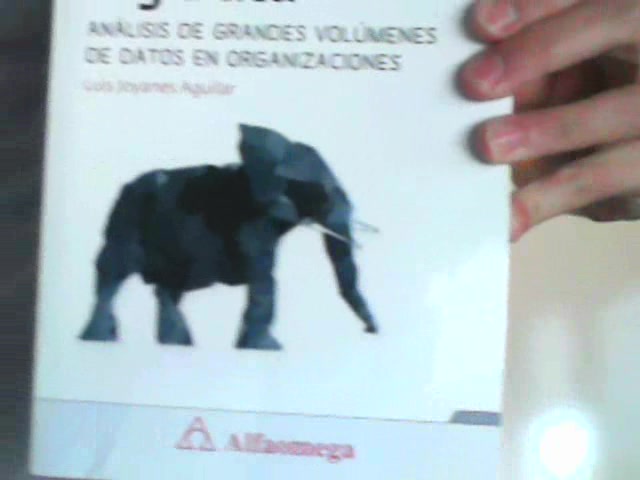 ANÁLISIS DE GRANDES VOLÚMENES
DE DATOS EN ORGANIZACIONES
Luis Joyanes Aguilar
Alfaomega